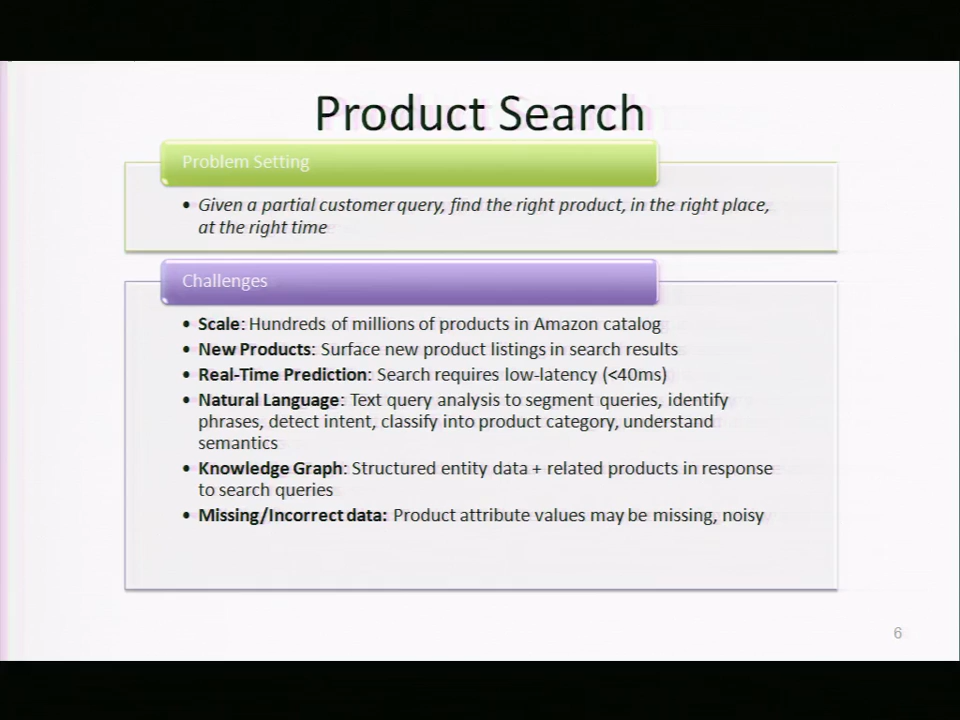 Product Search
Problem Setting
• Given a partial customer query, find the right product, in the right place,
at the right time
Challenges
• Scale: Hundreds of millions of products in Amazon catalog
• New Products: Surface new product listings in search results
• Real-Time Prediction: Search requires low-latency (<40ms)
• Natural Language: Text query analysis to segment queries, identify
phrases, detect intent, classify into product category, understand
semantics
• Knowledge Graph: Structured entity data + related products in response
to search queries
• Missing/Incorrect data: Product attribute values may be missing, noisy
6